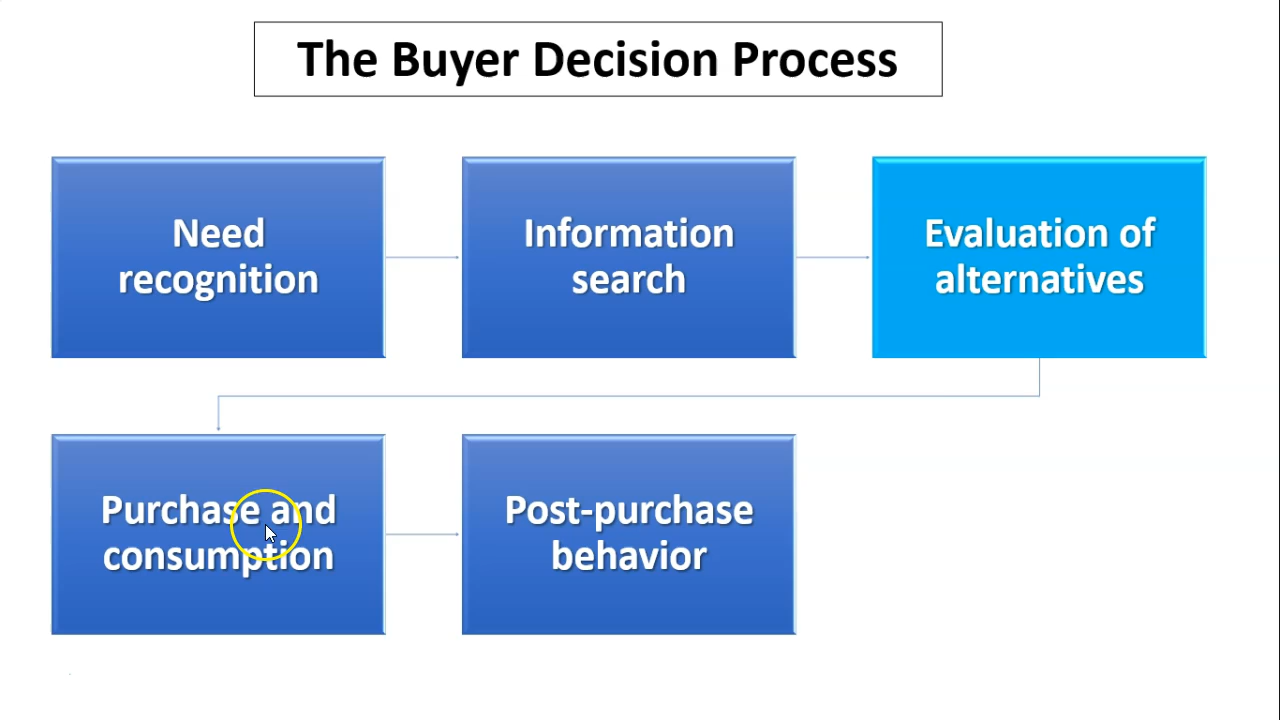 The Buyer Decision Process
Need
recognition
Information
search
Evaluation of
alternatives
Purchase and
consumption
Post-purchase
behavior